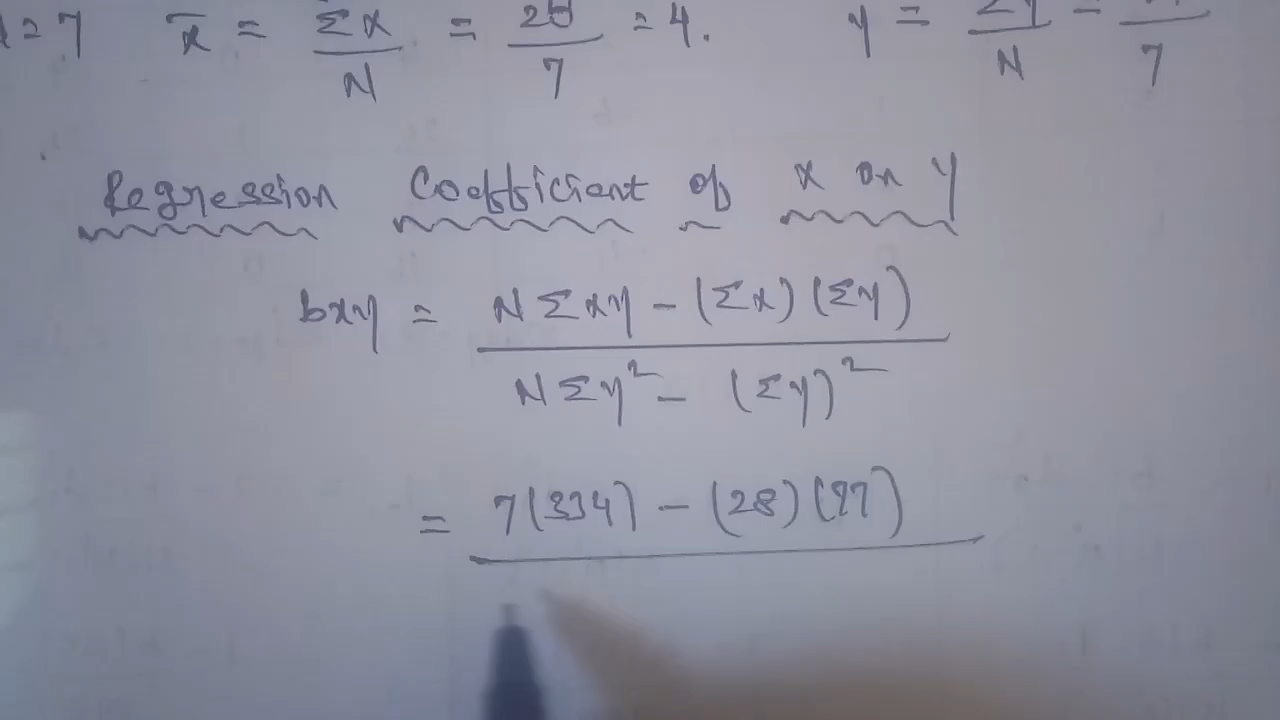 = 7 x̄ = Σx/N = 28/7 = 4. y = Σy/N = /7
Regression Coefficient of x on y
bxy = NΣxy - (Σx)(Σy) / NΣy² - (Σy)²
= 7(334) - (28)(77)